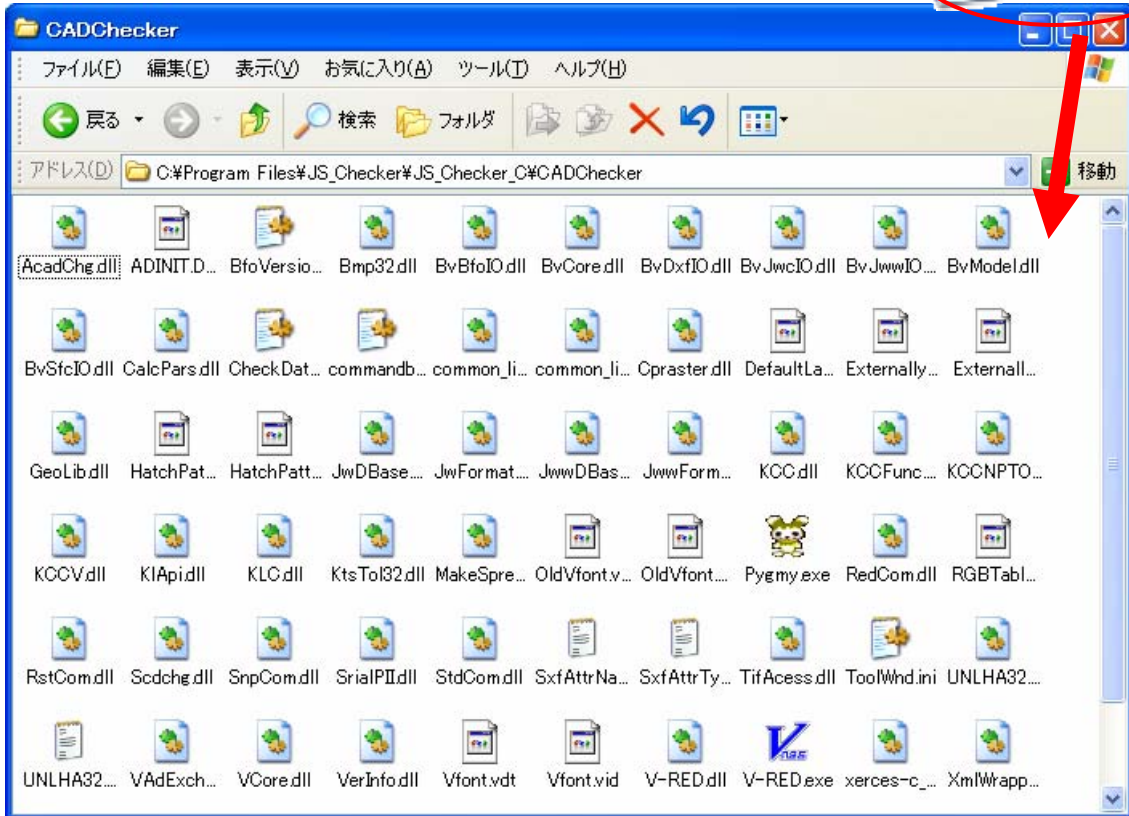 CADChecker
ファイル(F) 編集(E) 表示(V) お気に入り(A) ツール(T) ヘルプ(H)
戻る 検索 フォルダ
アドレス(D) C:¥Program Files¥JS_Checker¥JS_Checker_C¥CADChecker 移動
AcadChg.dll ADINIT.D... BfoVersio... Bmp32.dll BvBfoIO.dll BvCore.dll BvDxfIO.dll BvJwcIO.dll BvJwwIO.... BvModel.dll
BvSfcIO.dll CalcPars.dll CheckDat... commandb... common_li... common_li... Cpraster.dll DefaultLa... Externally... Externall...
GeoLib.dll HatchPat... HatchPatt... JwDBase.... JwFormat.... JwwDBas... JwwForm... KCC.dll KCCFunc.... KCCNPTO...
KCCV.dll KIApi.dll KLC.dll KtsTol32.dll MakeSpre... OldVfont.v... OldVfont.... Pygmy.exe RedCom.dll RGBTabl...
RstCom.dll Scdchg.dll SnpCom.dll SrialPII.dll StdCom.dll SxfAttrNa... SxfAttrTy... TifAcess.dll ToolWnd.ini UNLHA32....
UNLHA32.... VAdExch... VCore.dll VerInfo.dll Vfont.vdt Vfont.vid V-RED.dll V-RED.exe xerces-c_... XmlWrapp...